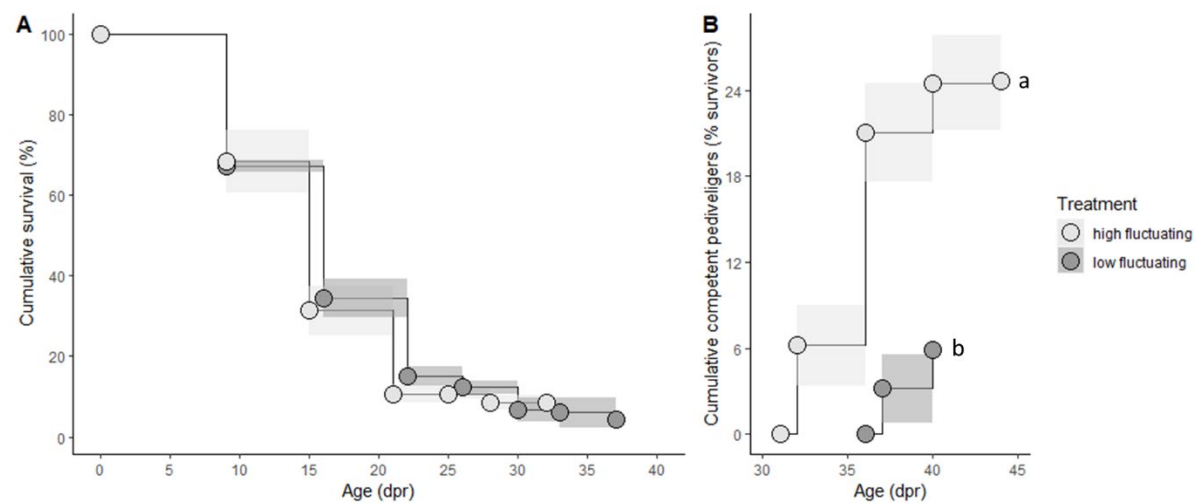 A
Cumulative survival (%)
100
80
60
40
20
0
0 5 10 15 20 25 30 35 40
Age (dpr)
B
Cumulative competent pediveligers (% survivors)
24
18
12
6
0
30 35 40 45
Age (dpr)
a
b
Treatment
high fluctuating
low fluctuating